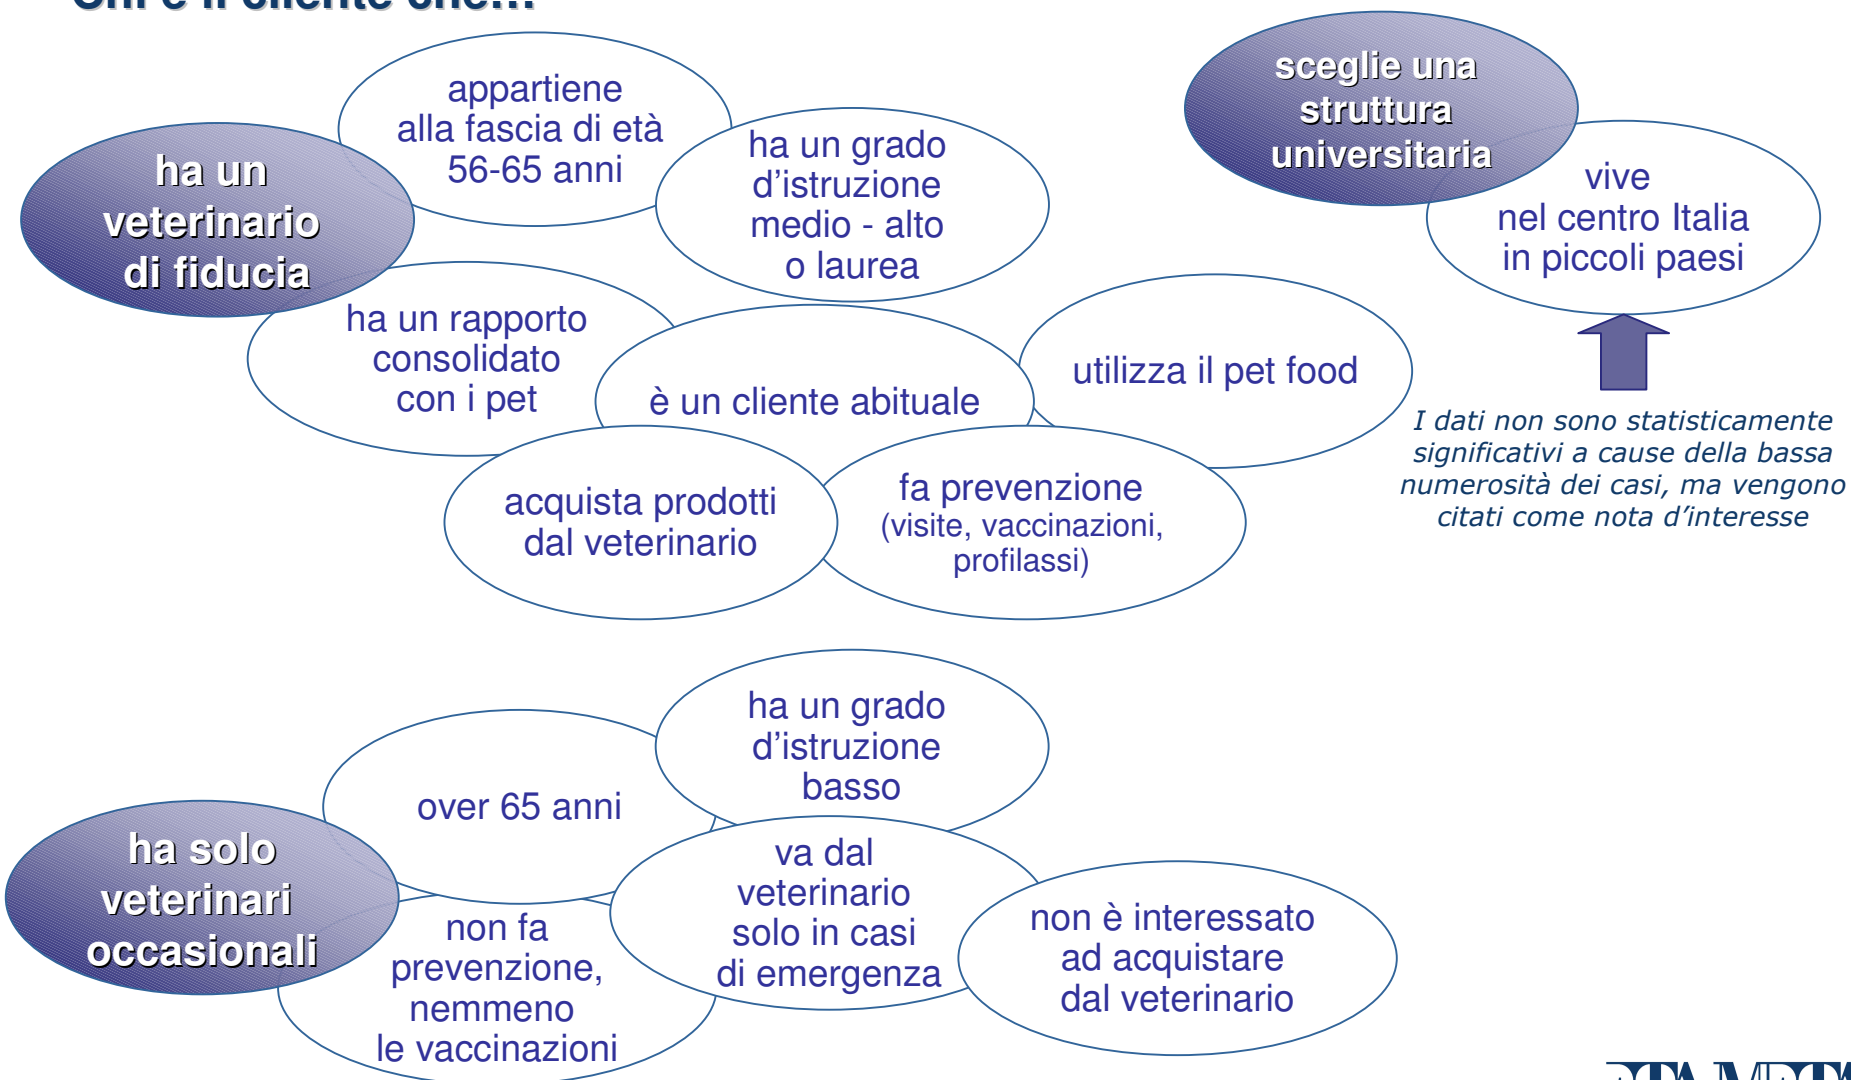 Chi è il cliente che...
ha un
veterinario
di fiducia
appartiene
alla fascia di età
56-65 anni
ha un grado
d'istruzione
medio - alto
o laurea
ha un rapporto
consolidato
con i pet
è un cliente abituale
utilizza il pet food
acquista prodotti
dal veterinario
fa prevenzione
(visite, vaccinazioni,
profilassi)
sceglie una
struttura
universitaria
vive
nel centro Italia
in piccoli paesi
I dati non sono statisticamente
significativi a cause della bassa
numerosità dei casi, ma vengono
citati come nota d'interesse
ha solo
veterinari
occasionali
over 65 anni
ha un grado
d'istruzione
basso
non fa
prevenzione,
nemmeno
le vaccinazioni
va dal
veterinario
solo in casi
di emergenza
non è interessato
ad acquistare
dal veterinario